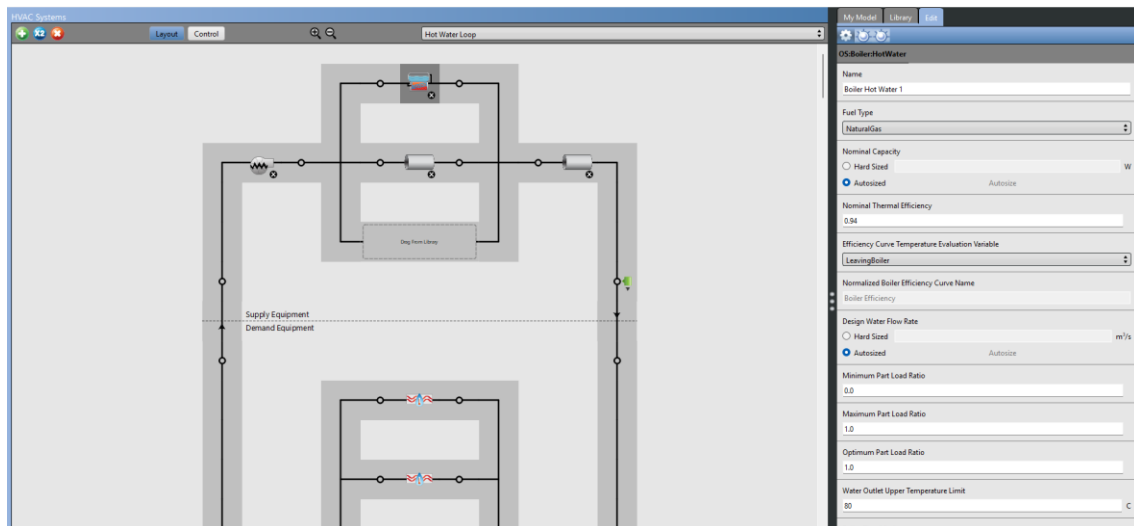 HVAC Systems
x2
Layout
Control
Hot Water Loop
Drag From Library
Supply Equipment
Demand Equipment
My Model
Library
Edit
OS:Boiler:HotWater
Name
Boiler Hot Water 1
Fuel Type
NaturalGas
Nominal Capacity
Hard Sized
W
Autosized
Autosize
Nominal Thermal Efficiency
0.94
Efficiency Curve Temperature Evaluation Variable
LeavingBoiler
Normalized Boiler Efficiency Curve Name
Boiler Efficiency
Design Water Flow Rate
Hard Sized
m³/s
Autosized
Autosize
Minimum Part Load Ratio
0.0
Maximum Part Load Ratio
1.0
Optimum Part Load Ratio
1.0
Water Outlet Upper Temperature Limit
80
C